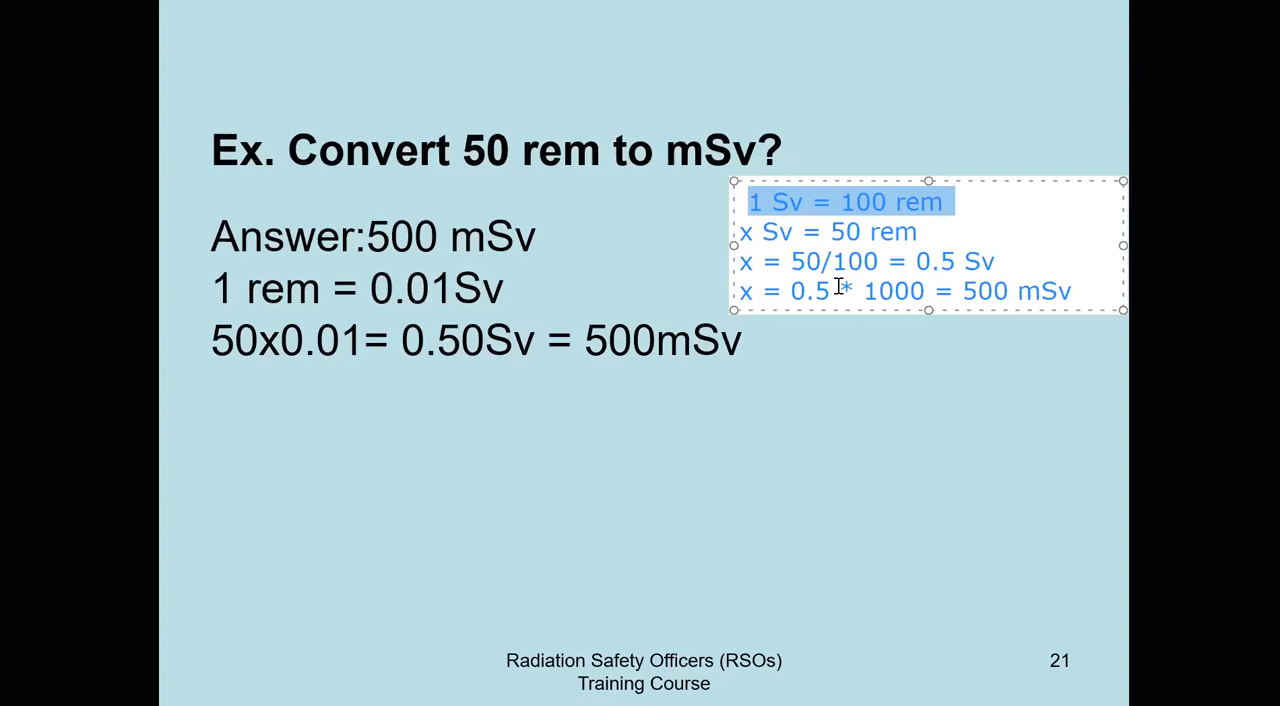 Ex. Convert 50 rem to mSv?
Answer:500 mSv
1 rem = 0.01Sv
50x0.01= 0.50Sv = 500mSv
1 Sv = 100 rem
x Sv = 50 rem
x = 50/100 = 0.5 Sv
x = 0.5 * 1000 = 500 mSv
Radiation Safety Officers (RSOs)
Training Course
21